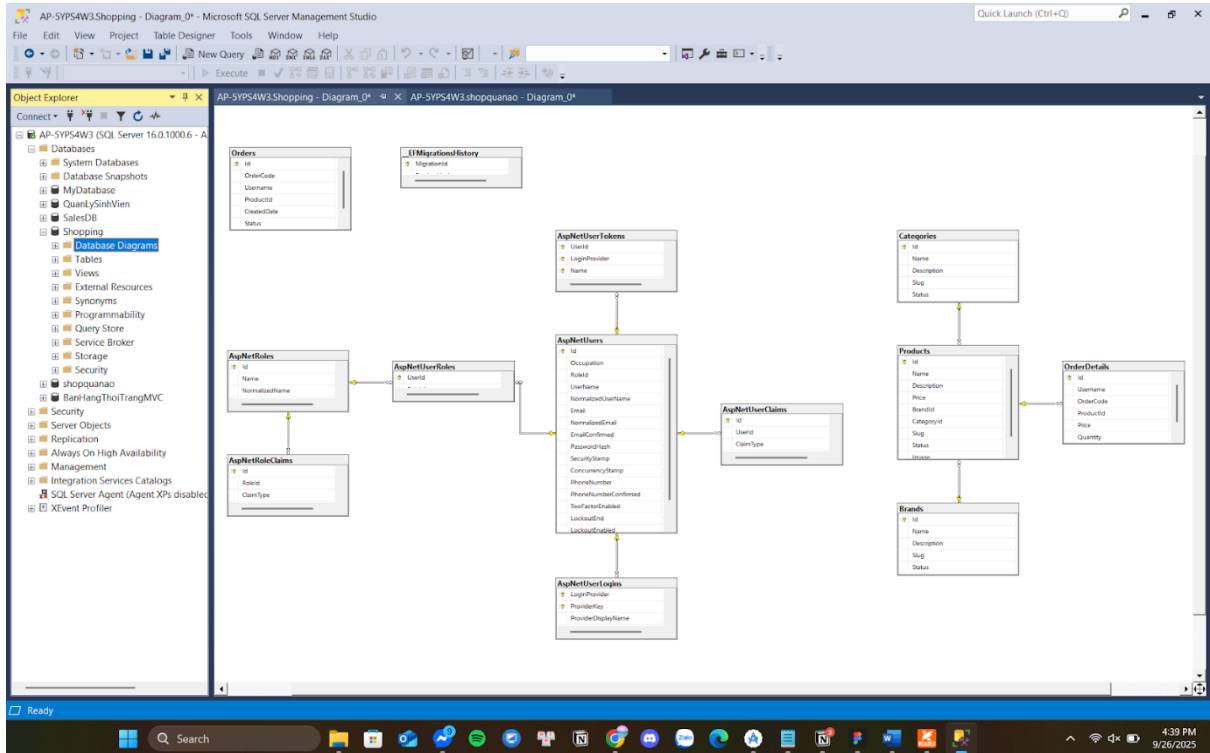 AP-5YPS4W3.Shopping - Diagram_0* - Microsoft SQL Server Management Studio
Quick Launch (Ctrl+Q)
File Edit View Project Table Designer Tools Window Help
New Query
Execute
Object Explorer
AP-5YPS4W3.Shopping - Diagram_0*
AP-5YPS4W3.shopquanao - Diagram_0*
Connect
AP-5YPS4W3 (SQL Server 16.0.1000.6 - A
Databases
System Databases
Database Snapshots
MyDatabase
QuanLySinhVien
SalesDB
Shopping
Database Diagrams
Tables
Views
External Resources
Synonyms
Programmability
Query Store
Service Broker
Storage
Security
shopquanao
BanHangThoiTrangMVC
Security
Server Objects
Replication
Always On High Availability
Management
Integration Services Catalogs
SQL Server Agent (Agent XPs disabled
XEvent Profiler
Orders
Id
OrderCode
Username
ProductId
CreatedDate
Status
__EFMigrationsHistory
MigrationId
AspNetUserTokens
UserId
LoginProvider
Name
AspNetRoles
Id
Name
NormalizedName
AspNetUserRoles
UserId
AspNetRoleClaims
Id
RoleId
ClaimType
AspNetUsers
Id
Occupation
RoleId
UserName
NormalizedUserName
Email
NormalizedEmail
EmailConfirmed
PasswordHash
SecurityStamp
ConcurrencyStamp
PhoneNumber
PhoneNumberConfirmed
TwoFactorEnabled
LockoutEnd
LockoutEnabled
AspNetUserClaims
Id
UserId
ClaimType
AspNetUserLogins
LoginProvider
ProviderKey
ProviderDisplayName
Categories
Id
Name
Description
Slug
Status
Products
Id
Name
Description
Price
BrandId
CategoryId
Slug
Status
Image
OrderDetails
Id
Username
OrderCode
ProductId
Price
Quantity
Brands
Id
Name
Description
Slug
Status
Ready
Search
Zalo
4:39 PM
9/26/2025